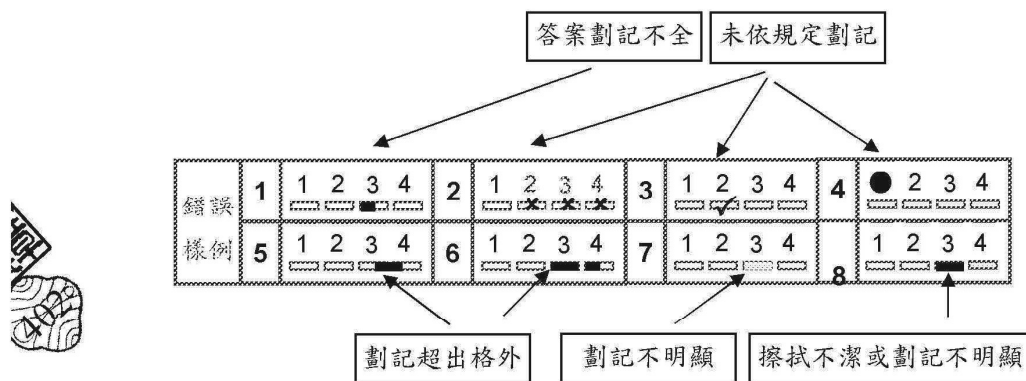 答案劃記不全 未依規定劃記
錯誤樣例
1 1 2 3 4 2 1 2 3 4 3 1 2 3 4 4 2 3 4
5 1 2 3 4 6 1 2 3 4 7 1 2 3 4 8 1 2 3 4
劃記超出格外 劃記不明顯 擦拭不潔或劃記不明顯
402